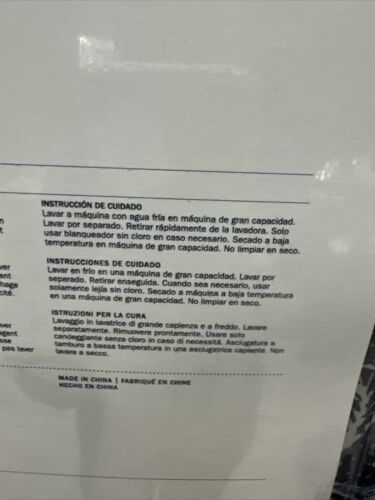 INSTRUCCIÓN DE CUIDADO
Lavar a máquina con agua fría en máquina de gran capacidad.
Lavar por separado. Retirar rápidamente de la lavadora. Solo
usar blanqueador sin cloro en caso necesario. Secado a baja
temperatura en máquina de gran capacidad. No limpiar en seco.
INSTRUCCIONES DE CUIDADO
Lavar en frío en una máquina de gran capacidad, Lavar por
separado. Retirar enseguida. Cuando sea necesario, usar
solamente lejía sin cloro. Secado a máquina a baja temperatura
en una máquina de gran capacidad. No limpiar en seco.
ISTRUZIONI PER LA CURA
Lavaggio in lavatrice di grande capienza e a freddo. Lavare
separatamente. Rimuovere prontamente. Usare solo
candeggiante senza cloro in caso di necessità. Asciugatura a
tamburo a bassa temperatura in una asciugatrice capiente. Non
lavare a secco.
pas laver
MADE IN CHINA | FABRIQUÉ EN CHINE
HECHO EN CHINA